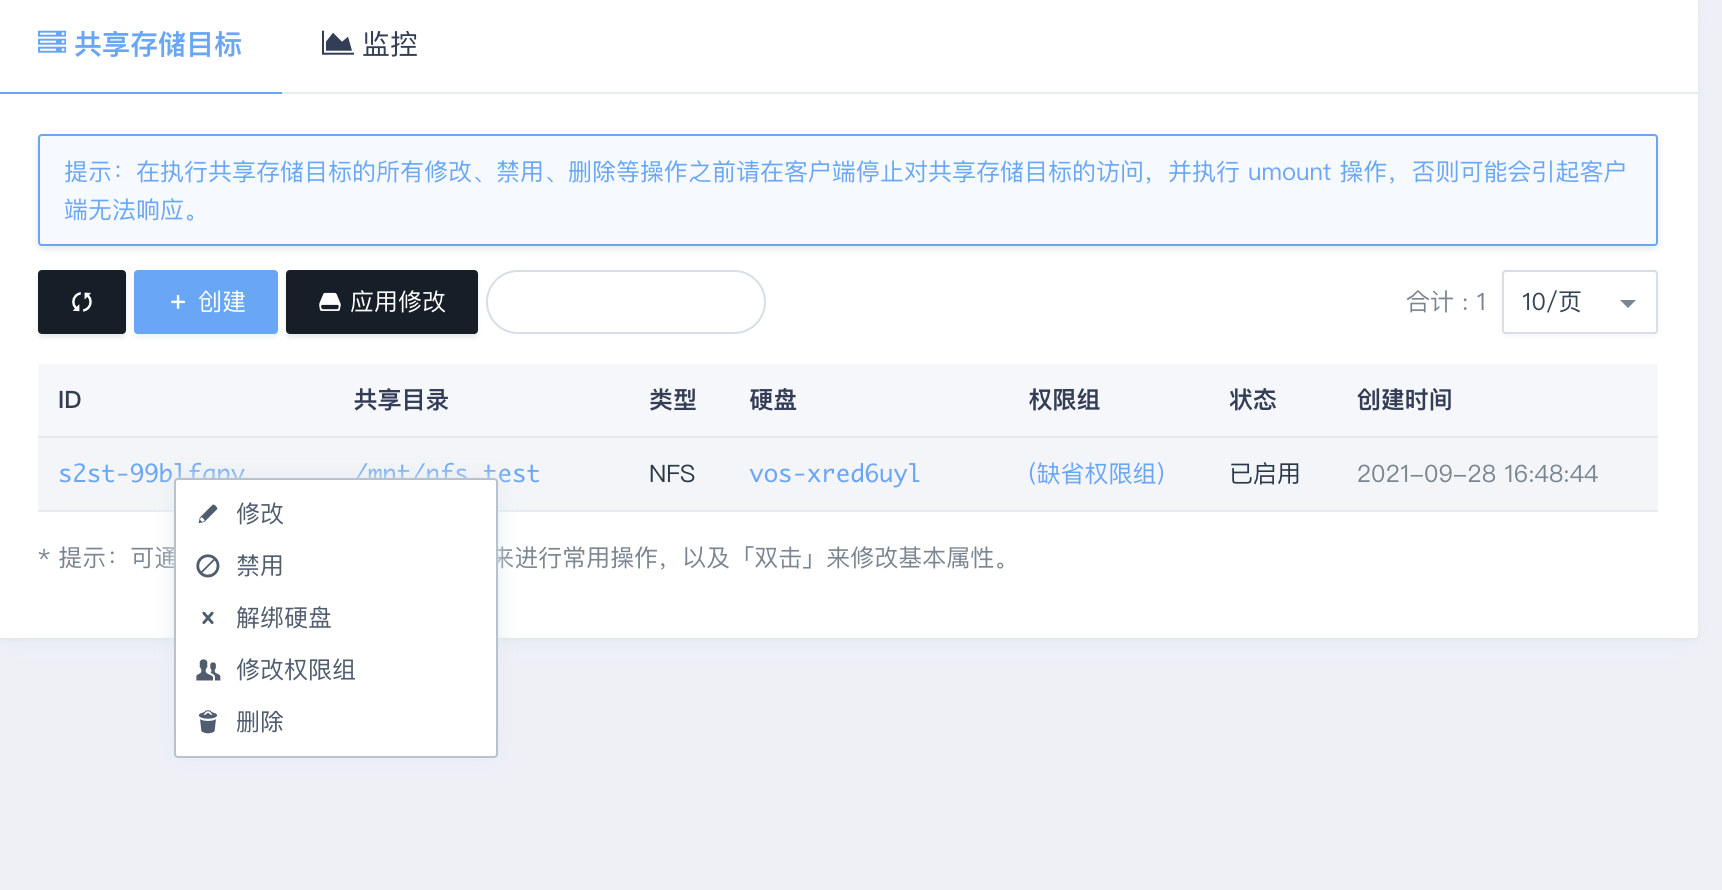 共享存储目标 监控
提示：在执行共享存储目标的所有修改、禁用、删除等操作之前请在客户端停止对共享存储目标的访问，并执行 umount 操作，否则可能会引起客户
端无法响应。
+ 创建 应用修改 合计 : 1 10/页
ID 共享目录 类型 硬盘 权限组 状态 创建时间
/mnt/nfs_test NFS vos-xred6uyl (缺省权限组) 已启用 2021-09-28 16:48:44
修改
* 提示：可通 来进行常用操作，以及「双击」来修改基本属性。
禁用
解绑硬盘
修改权限组
删除